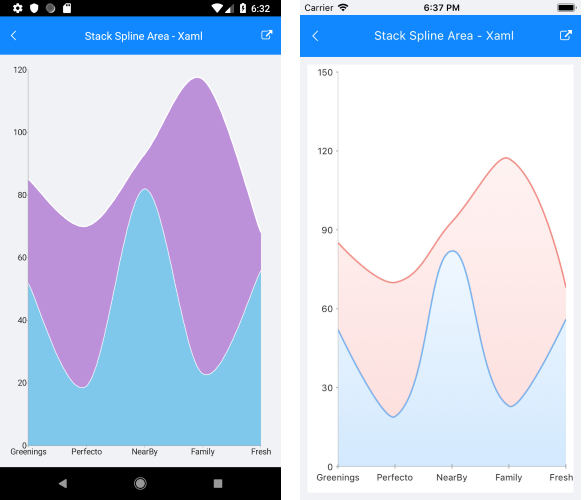 6:32
Stack Spline Area - Xaml
120
100
80
60
40
20
0
Greenings Perfecto NearBy Family Fresh
Carrier 6:37 PM
Stack Spline Area - Xaml
150
120
90
60
30
0
Greenings Perfecto NearBy Family Fresh